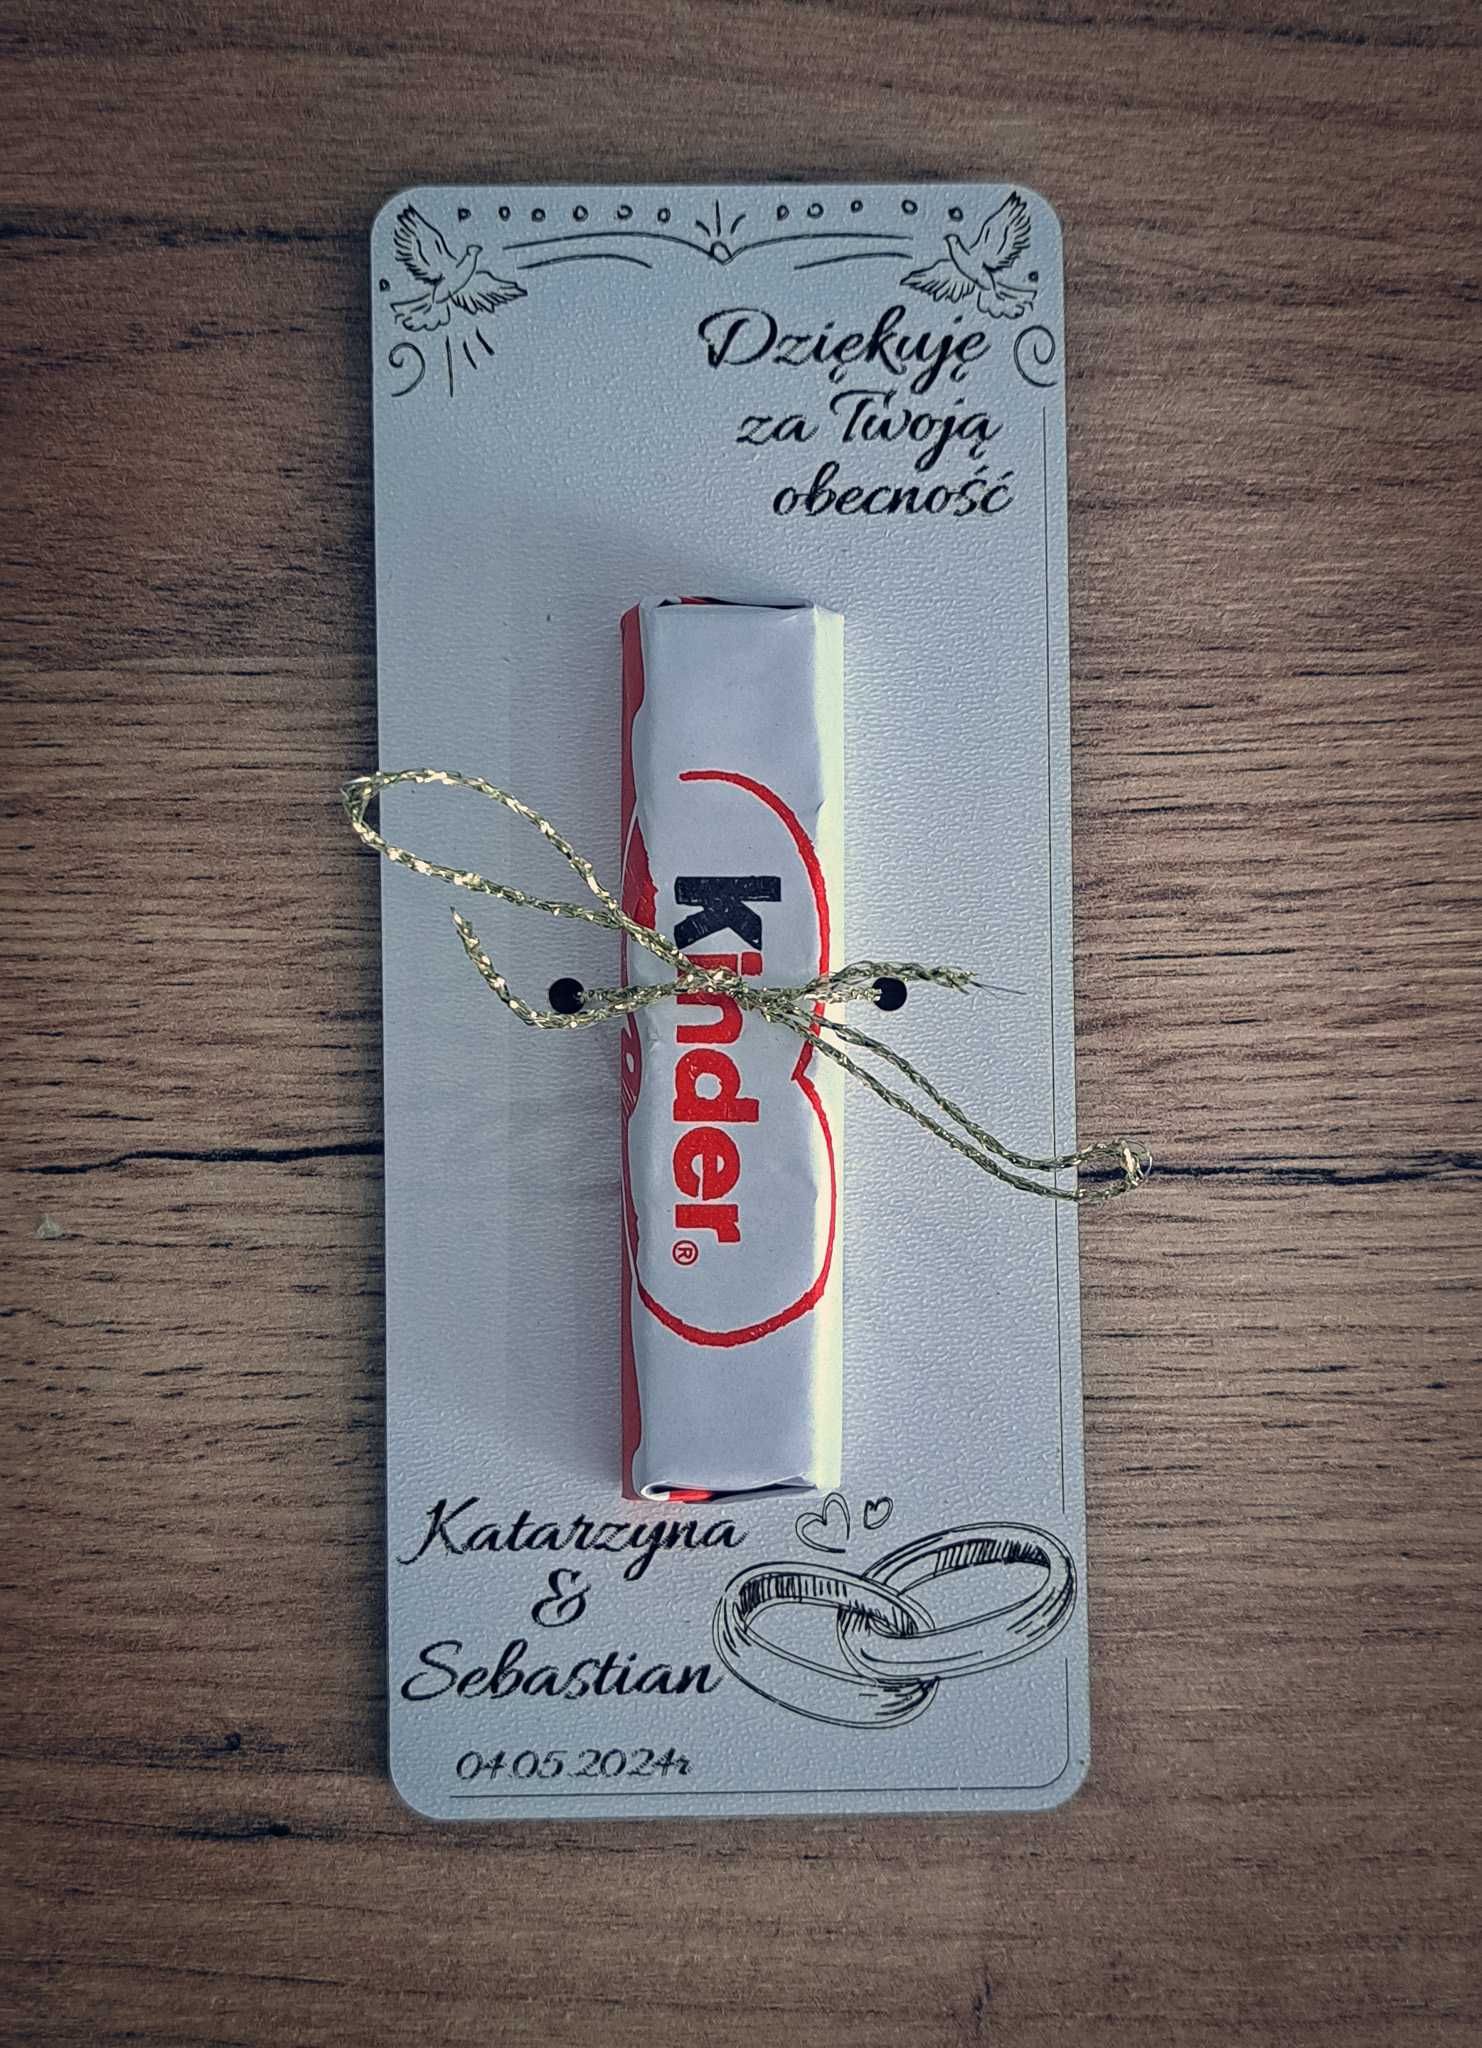 Dziękuję
za Twoją
obecność
Kinder®
Katarzyna
&
Sebastian
04.05.2024r